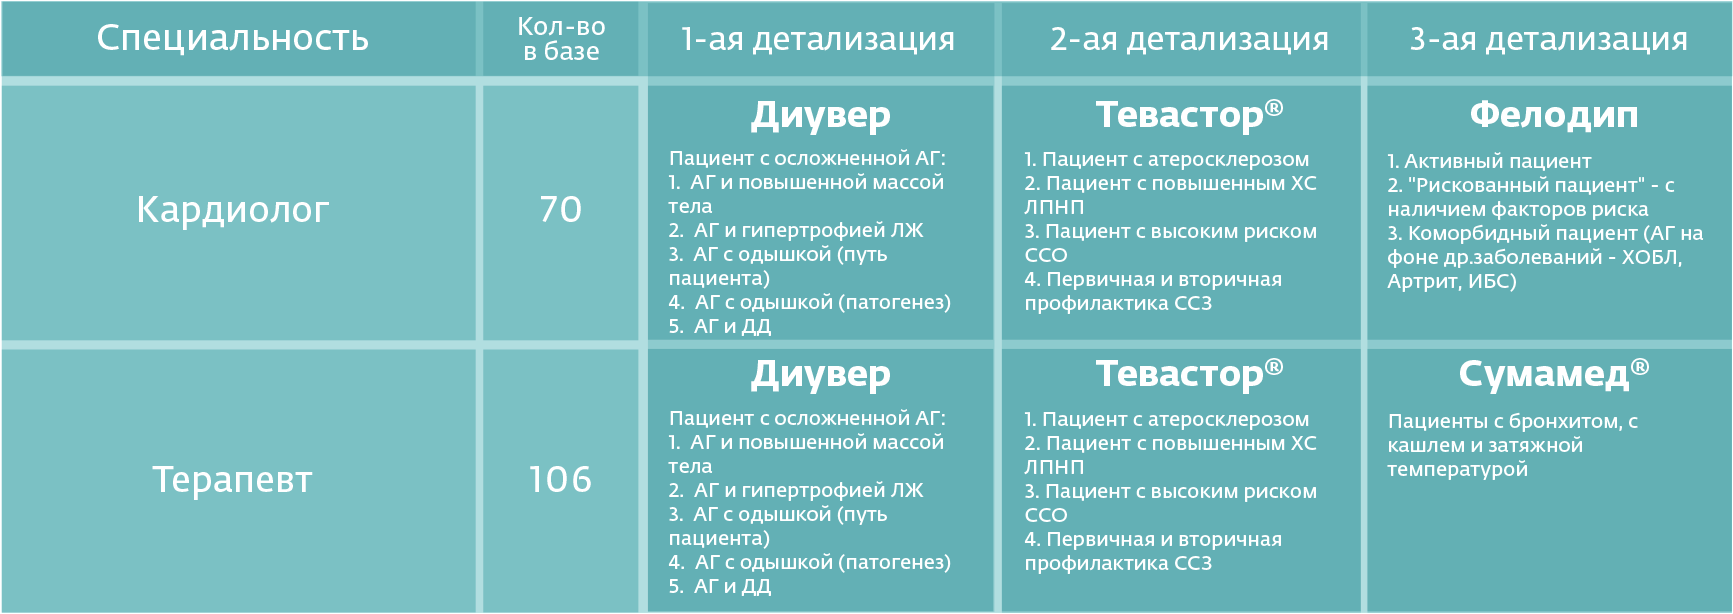 Специальность
Кол-во
в базе
1-ая детализация
2-ая детализация
3-ая детализация
Кардиолог
70
Диувер
Пациент с осложненной АГ:
1. АГ и повышенной массой
тела
2. АГ и гипертрофией ЛЖ
3. АГ с одышкой (путь
пациента)
4. АГ с одышкой (патогенез)
5. АГ и ДД
Тевастор®
1. Пациент с атеросклерозом
2. Пациент с повышенным ХС
ЛПНП
3. Пациент с высоким риском
ССО
4. Первичная и вторичная
профилактика ССЗ
Фелодип
1. Активный пациент
2. "Рискованный пациент" - с
наличием факторов риска
3. Коморбидный пациент (АГ на
фоне др.заболеваний - ХОБЛ,
Артрит, ИБС)
Терапевт
106
Диувер
Пациент с осложненной АГ:
1. АГ и повышенной массой
тела
2. АГ и гипертрофией ЛЖ
3. АГ с одышкой (путь
пациента)
4. АГ с одышкой (патогенез)
5. АГ и ДД
Тевастор®
1. Пациент с атеросклерозом
2. Пациент с повышенным ХС
ЛПНП
3. Пациент с высоким риском
ССО
4. Первичная и вторичная
профилактика ССЗ
Сумамед®
Пациенты с бронхитом, с
кашлем и затяжной
температурой